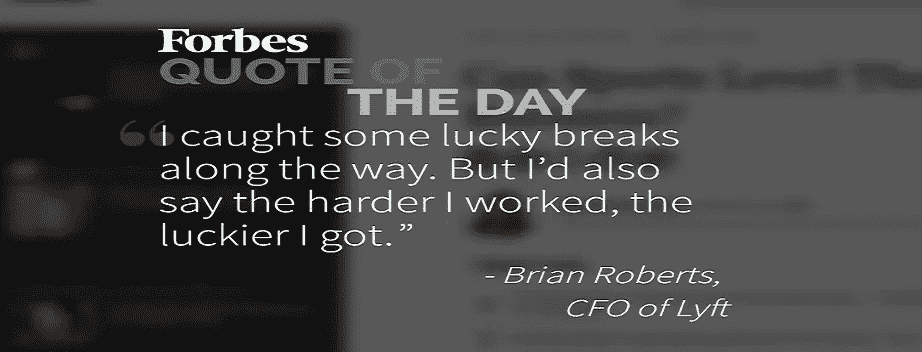 Forbes
QUOTE OF
THE DAY
“I caught some lucky breaks
along the way. But I’d also
say the harder I worked, the
luckier I got.”
- Brian Roberts,
CFO of Lyft